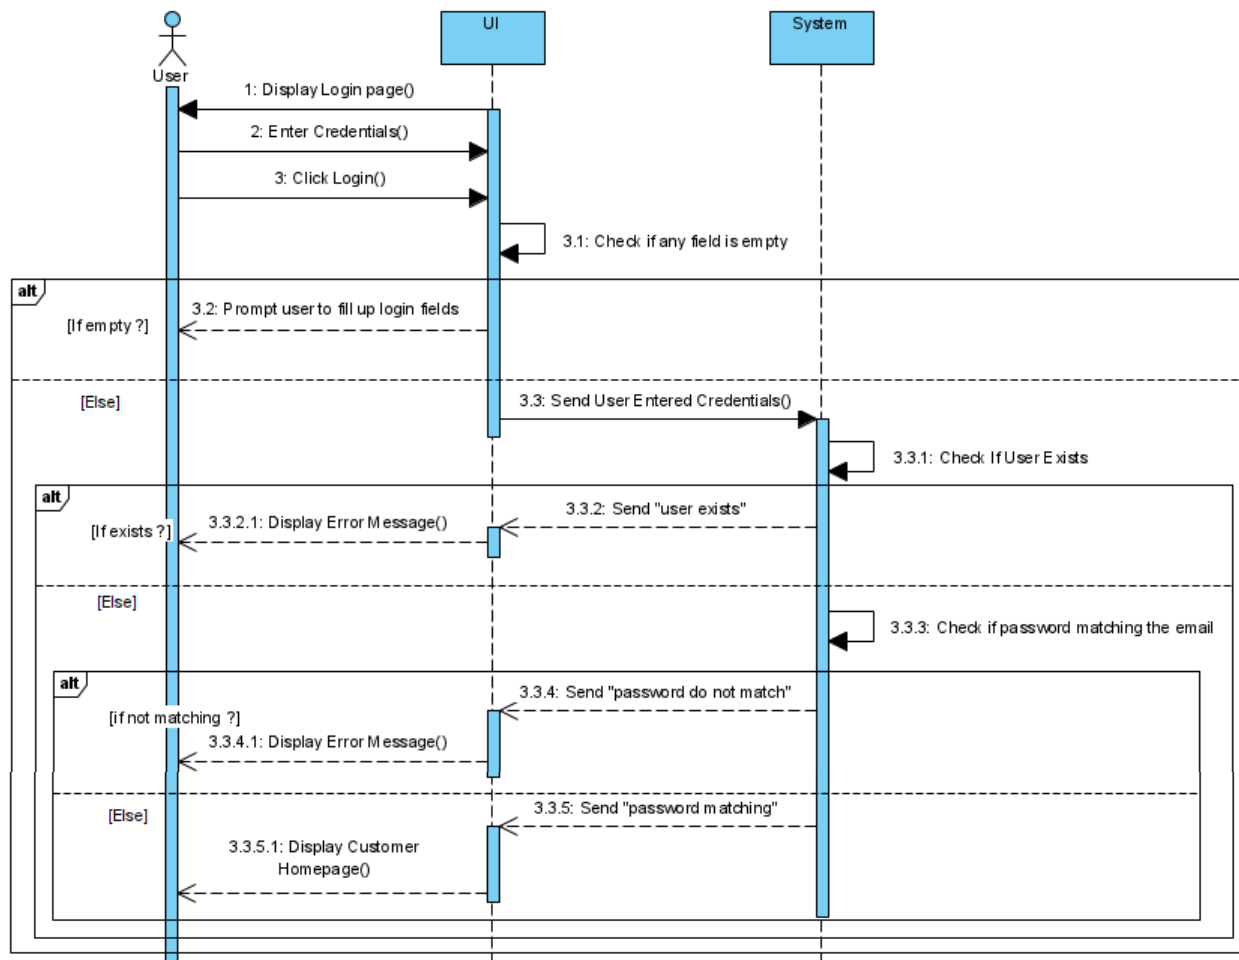 User
UI
System
1: Display Login page()
2: Enter Credentials()
3: Click Login()
3.1: Check if any field is empty
alt
3.2: Prompt user to fill up login fields
[If empty ?]
[Else]
3.3: Send User Entered Credentials()
3.3.1: Check If User Exists
alt
3.3.2: Send "user exists"
3.3.2.1: Display Error Message()
[If exists ?]
[Else]
3.3.3: Check if password matching the email
alt
3.3.4: Send "password do not match"
[if not matching ?]
3.3.4.1: Display Error Message()
[Else]
3.3.5: Send "password matching"
3.3.5.1: Display Customer
Homepage()